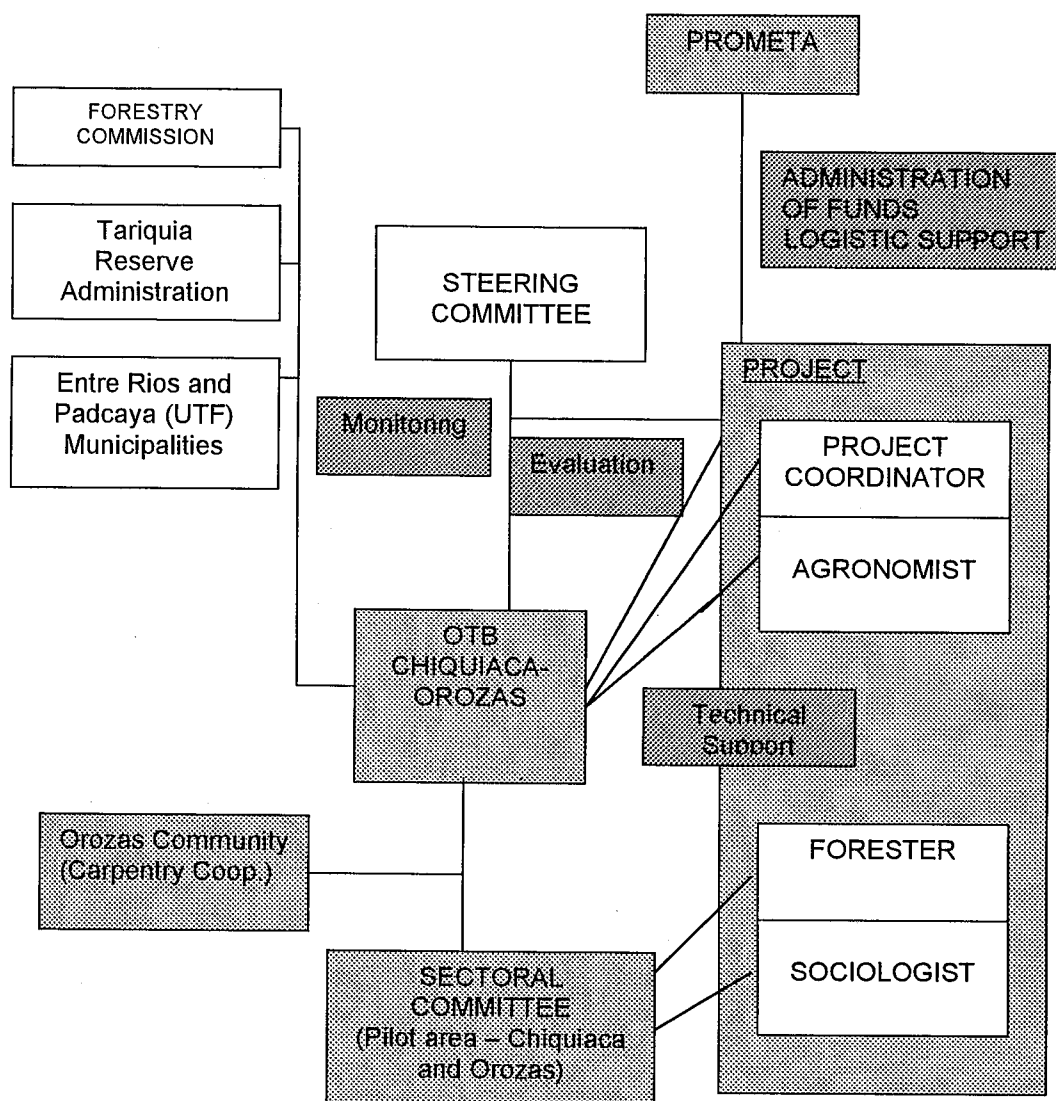 PROMETA
FORESTRY
COMMISSION
ADMINISTRATION
OF FUNDS
LOGISTIC SUPPORT
Tariquia
Reserve
Administration
STEERING
COMMITTEE
Entre Rios and
Padcaya (UTF)
Municipalities
PROJECT
Monitoring
Evaluation
PROJECT
COORDINATOR
AGRONOMIST
OTB
CHIQUIACA-
OROZAS
Technical
Support
Orozas Community
(Carpentry Coop.)
FORESTER
SOCIOLOGIST
SECTORAL
COMMITTEE
(Pilot area – Chiquiaca
and Orozas)